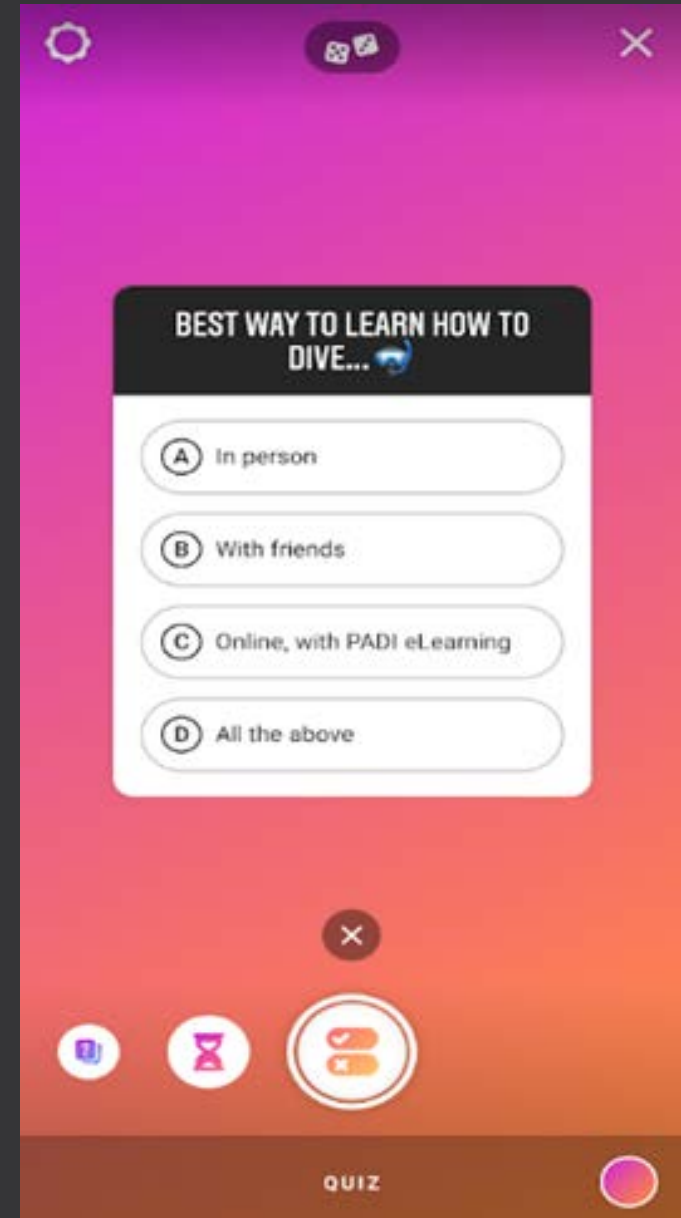 BEST WAY TO LEARN HOW TO
DIVE...🤿
A In person
B With friends
C Online, with PADI eLearning
D All the above
?
QUIZ